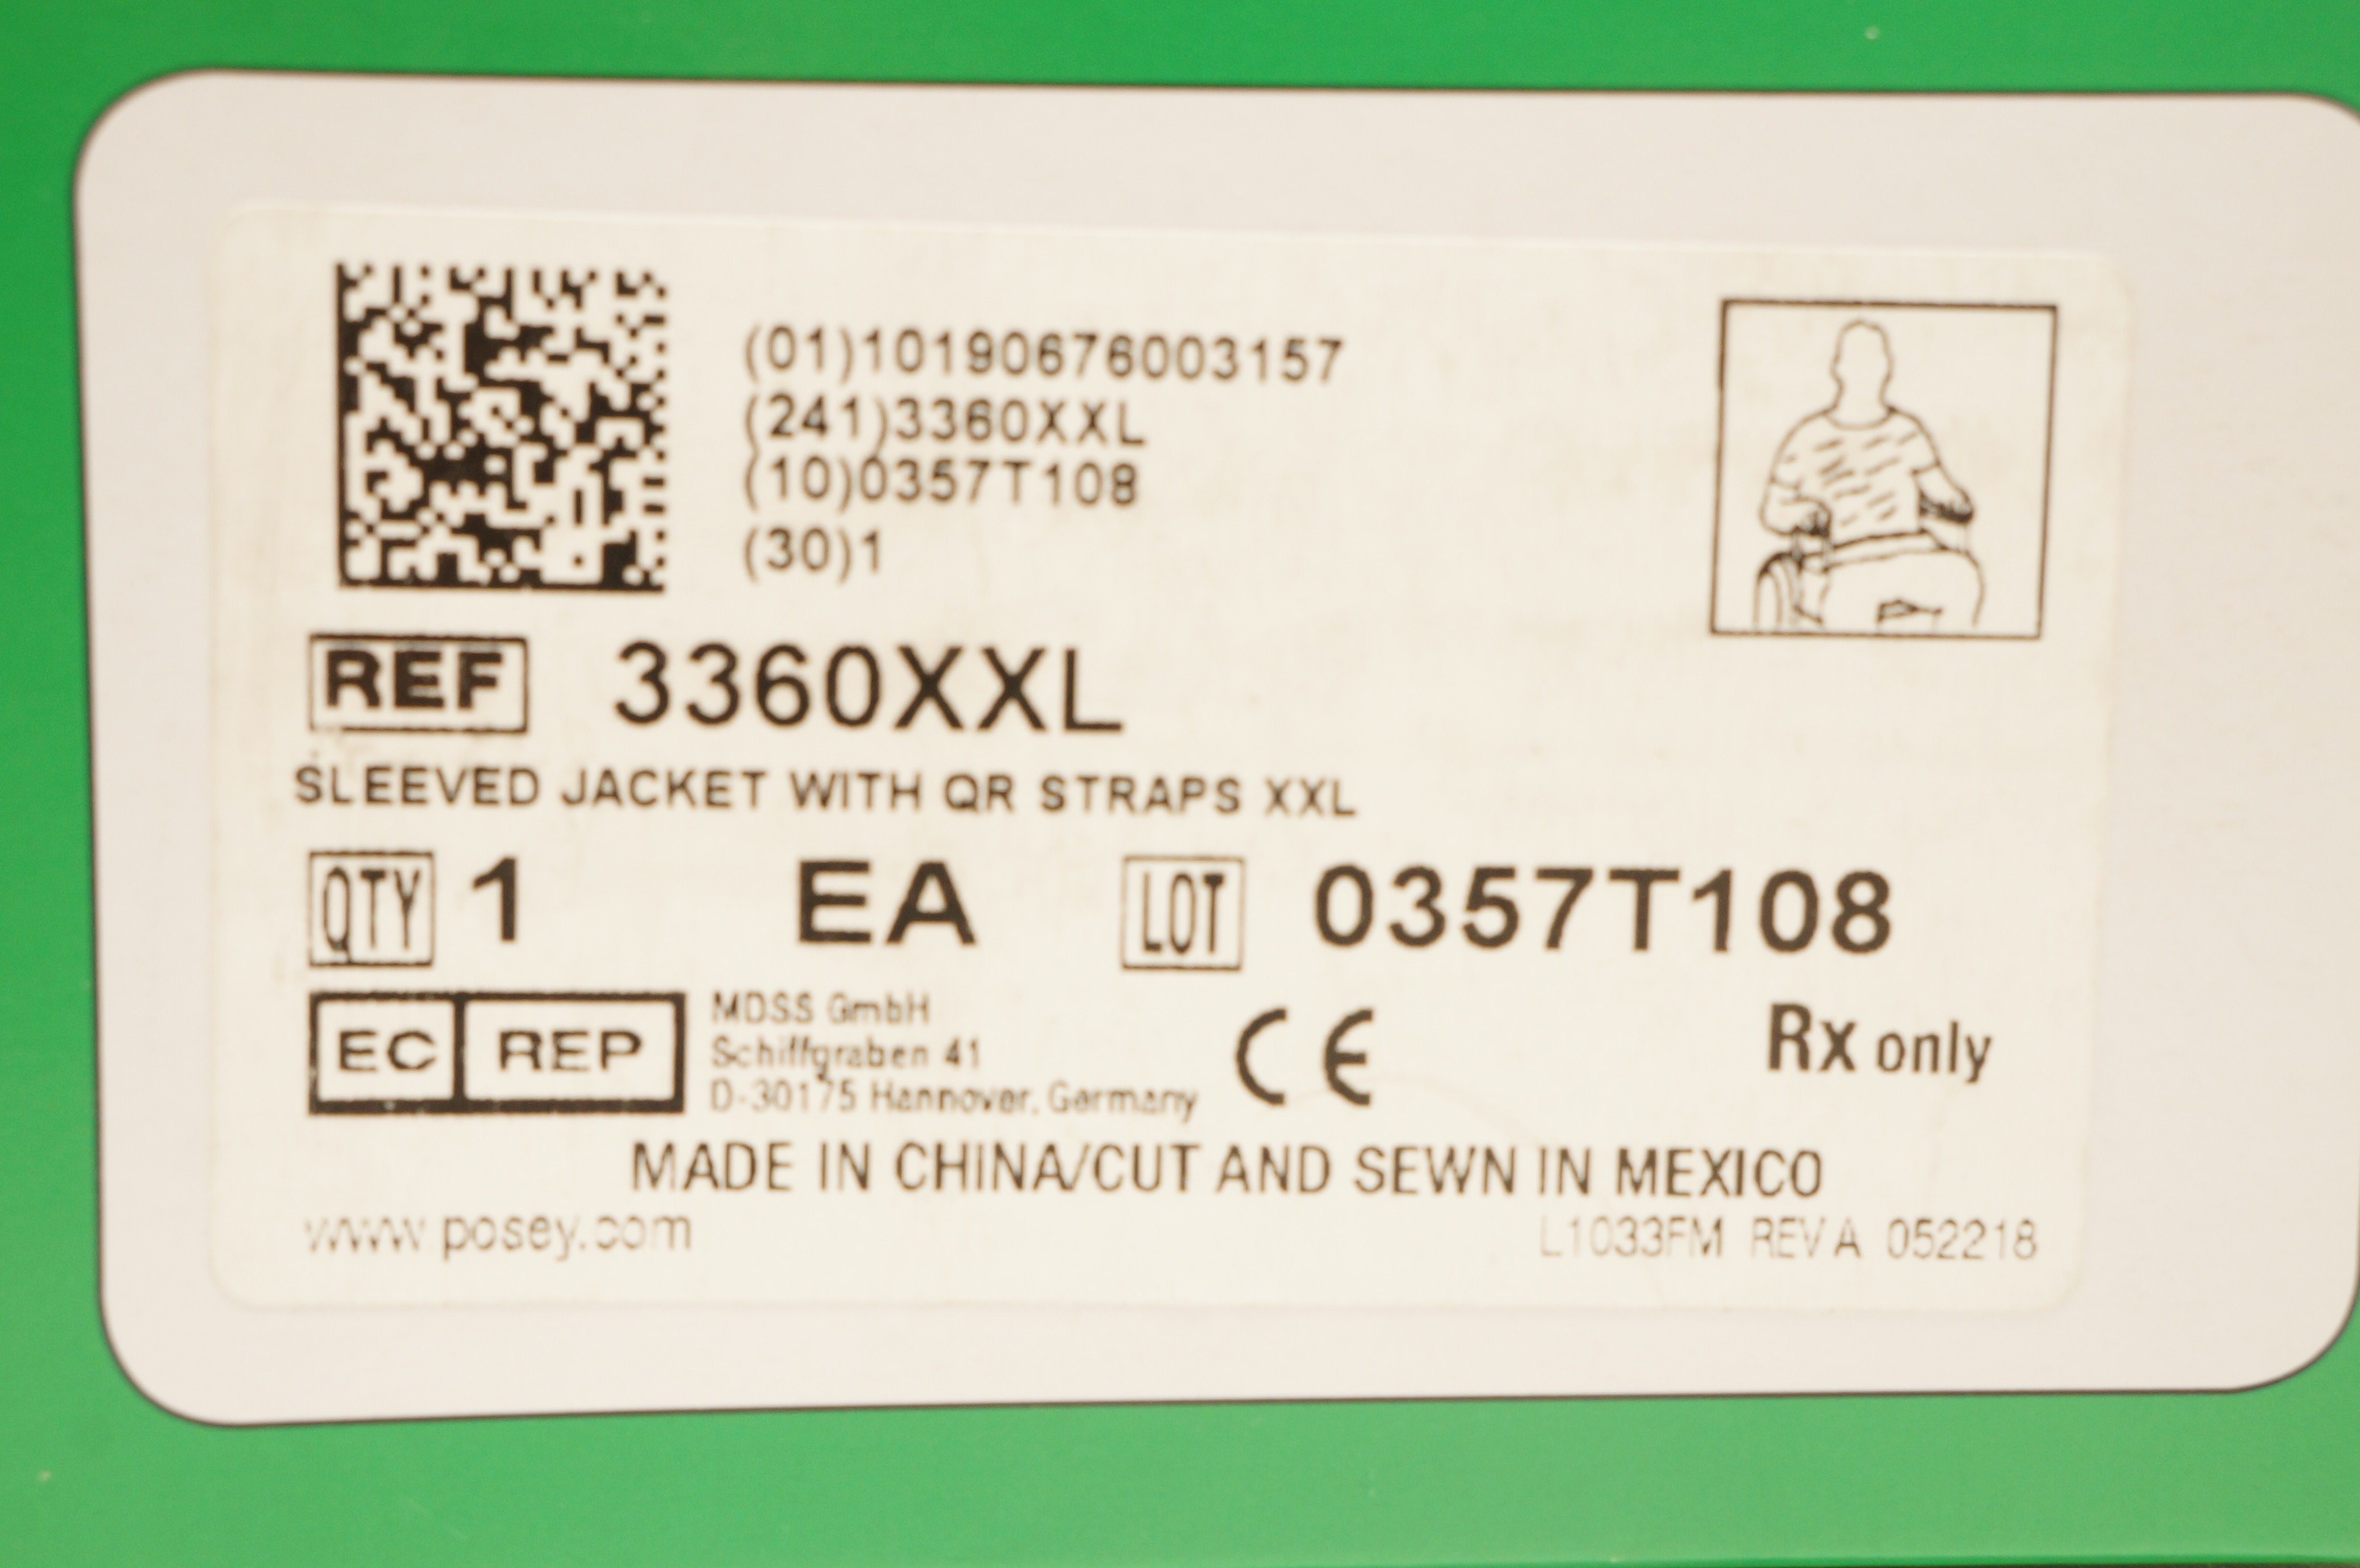 (01)10190676003157
(241)3360XXL
(10)0357T108
(30)1
REF 3360XXL
SLEEVED JACKET WITH QR STRAPS XXL
QTY 1 EA LOT 0357T108
EC REP
MDSS GmbH
Schiffgraben 41
D-30175 Hannover, Germany
CE
Rx only
MADE IN CHINA/CUT AND SEWN IN MEXICO
www.posey.com
L1033FM REV A 052218